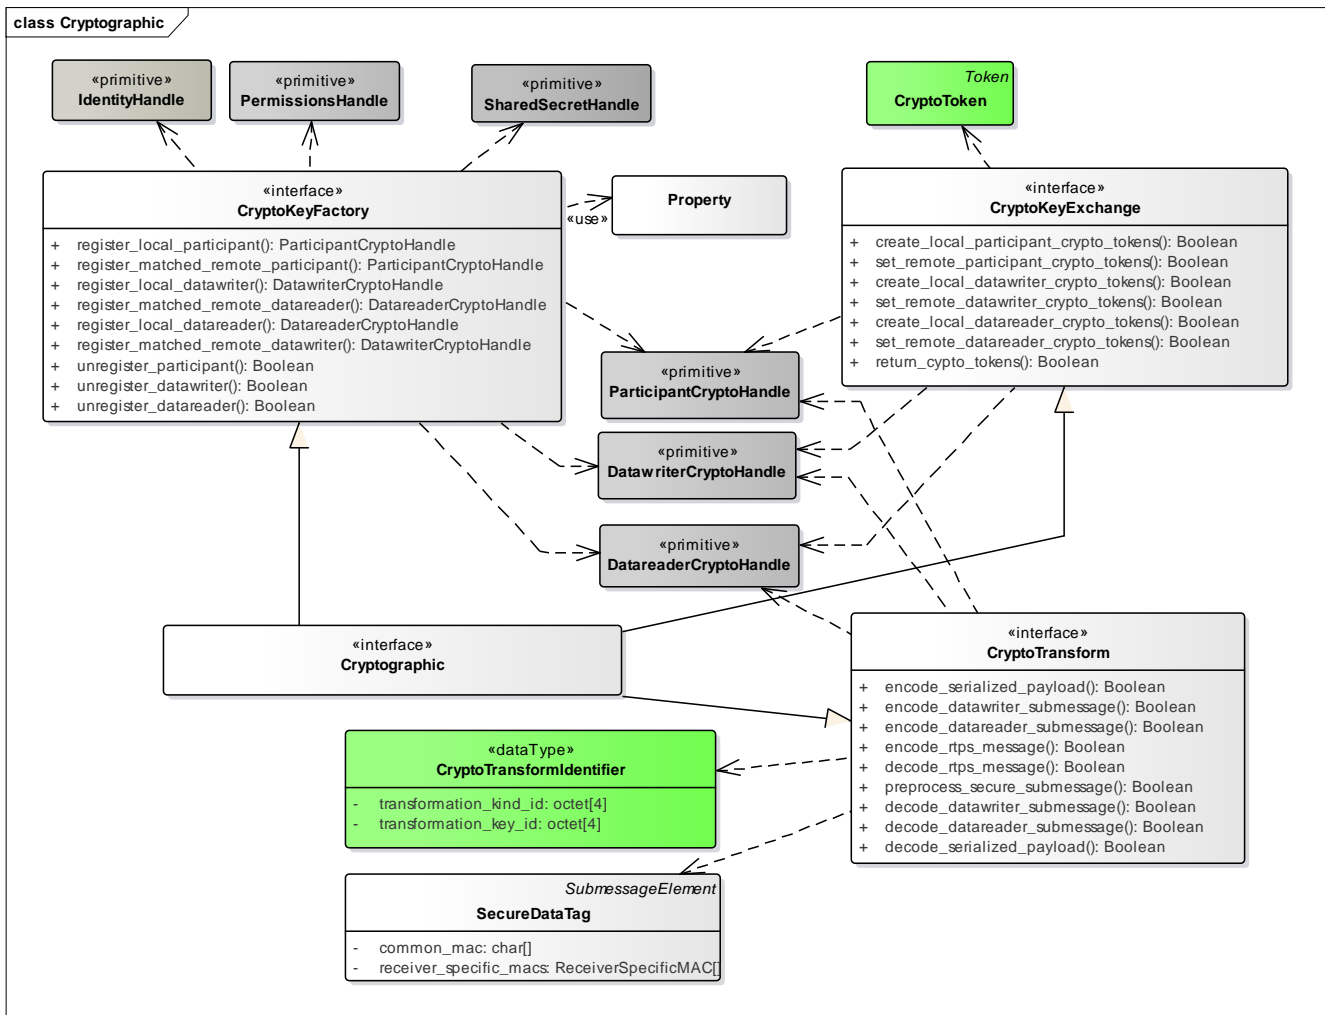 class Cryptographic
«primitive»
IdentityHandle
«primitive»
PermissionsHandle
«primitive»
SharedSecretHandle
Token
CryptoToken
«interface»
CryptoKeyFactory
+ register_local_participant(): ParticipantCryptoHandle
+ register_matched_remote_participant(): ParticipantCryptoHandle
+ register_local_datawriter(): DatawriterCryptoHandle
+ register_matched_remote_datareader(): DatareaderCryptoHandle
+ register_local_datareader(): DatareaderCryptoHandle
+ register_matched_remote_datawriter(): DatawriterCryptoHandle
+ unregister_participant(): Boolean
+ unregister_datawriter(): Boolean
+ unregister_datareader(): Boolean
«use»
Property
«interface»
CryptoKeyExchange
+ create_local_participant_crypto_tokens(): Boolean
+ set_remote_participant_crypto_tokens(): Boolean
+ create_local_datawriter_crypto_tokens(): Boolean
+ set_remote_datawriter_crypto_tokens(): Boolean
+ create_local_datareader_crypto_tokens(): Boolean
+ set_remote_datareader_crypto_tokens(): Boolean
+ return_cypto_tokens(): Boolean
«primitive»
ParticipantCryptoHandle
«primitive»
DatawriterCryptoHandle
«primitive»
DatareaderCryptoHandle
«interface»
Cryptographic
«interface»
CryptoTransform
+ encode_serialized_payload(): Boolean
+ encode_datawriter_submessage(): Boolean
+ encode_datareader_submessage(): Boolean
+ encode_rtps_message(): Boolean
+ decode_rtps_message(): Boolean
+ preprocess_secure_submessage(): Boolean
+ decode_datawriter_submessage(): Boolean
+ decode_datareader_submessage(): Boolean
+ decode_serialized_payload(): Boolean
«dataType»
CryptoTransformIdentifier
- transformation_kind_id: octet[4]
- transformation_key_id: octet[4]
SubmessageElement
SecureDataTag
- common_mac: char[]
- receiver_specific_macs: ReceiverSpecificMAC[]